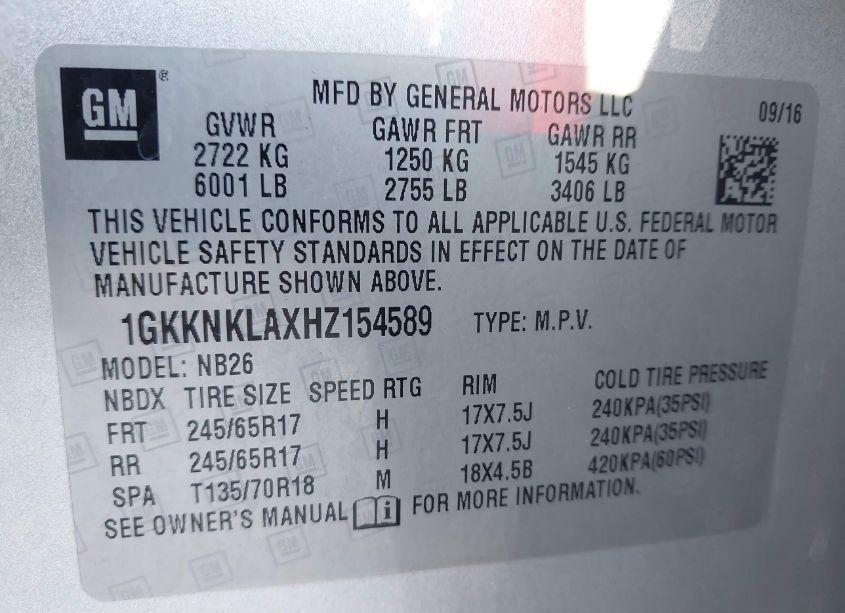 GM ®
MFD BY GENERAL MOTORS LLC
09/16
GVWR GAWR FRT GAWR RR
2722 KG 1250 KG 1545 KG
6001 LB 2755 LB 3406 LB
THIS VEHICLE CONFORMS TO ALL APPLICABLE U.S. FEDERAL MOTOR
VEHICLE SAFETY STANDARDS IN EFFECT ON THE DATE OF
MANUFACTURE SHOWN ABOVE.
1GKKNKLAXHZ154589 TYPE: M.P.V.
MODEL: NB26
NBDX TIRE SIZE SPEED RTG RIM COLD TIRE PRESSURE
FRT 245/65R17 H 17X7.5J 240KPA(35PSI)
RR 245/65R17 H 17X7.5J 240KPA(35PSI)
SPA T135/70R18 M 18X4.5B 420KPA(60PSI)
SEE OWNER'S MANUAL i FOR MORE INFORMATION.